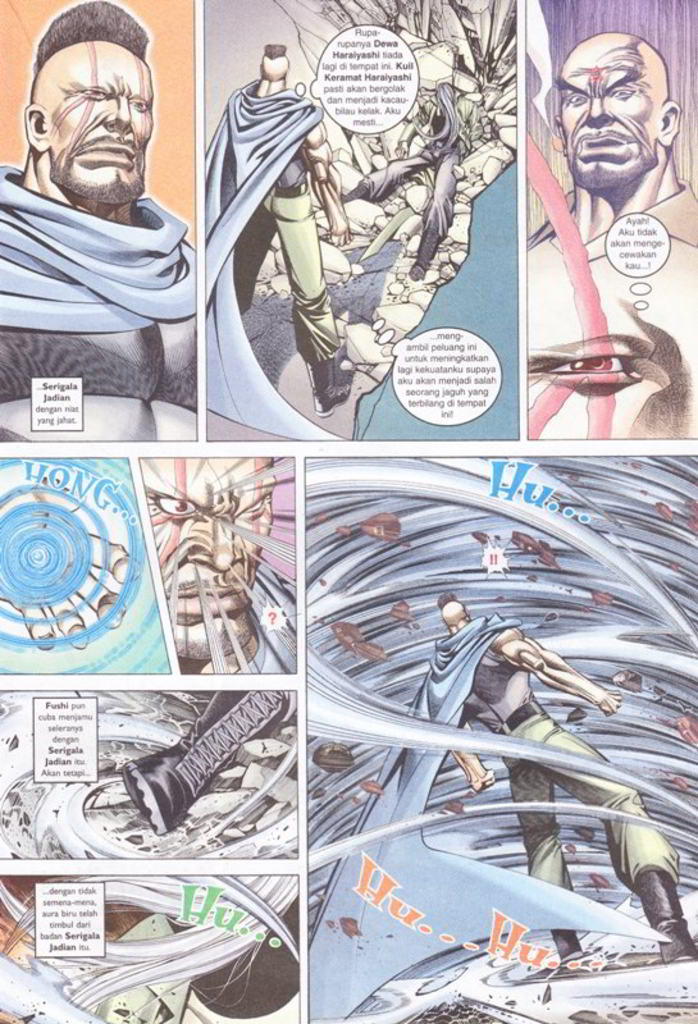 ...Serigala
Jadian
dengan niat
yang jahat.
Rupa-
rupanya Dewa
Haraiyashi tiada
lagi di tempat ini. Kuil
Keramat Haraiyashi
pasti akan bergolak
dan menjadi kacau-
bilau kelak. Aku
mesti...
...meng-
ambil peluang ini
untuk meningkatkan
lagi kekuatanku supaya
aku akan menjadi salah
seorang jaguh yang
terbilang di tempat
ini!
Ayah!
Aku tidak
akan menge-
cewakan
kau...!
HONG...
?
Hu...
!!
Fushi pun
cuba menjamu
seleranya
dengan
Serigala
Jadian itu.
Akan tetapi...
...dengan tidak
semena-mena,
aura biru telah
timbul dari
badan Serigala
Jadian itu.
Hu...
Hu... Hu...